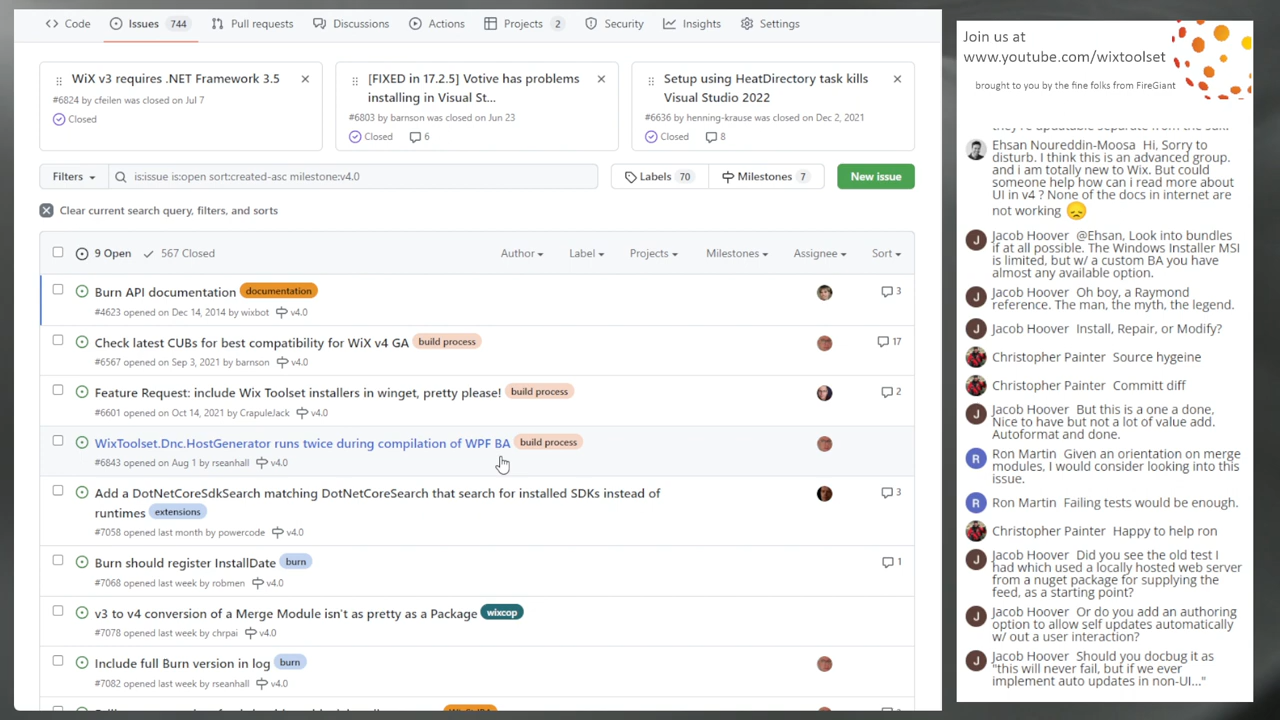 Code
Issues 744
Pull requests
Discussions
Actions
Projects 2
Security
Insights
Settings
WiX v3 requires .NET Framework 3.5
#6824 by cfeilen was closed on Jul 7
Closed
[FIXED in 17.2.5] Votive has problems
installing in Visual St...
#6803 by barnson was closed on Jun 23
Closed 6
Setup using HeatDirectory task kills
Visual Studio 2022
#6636 by henning-krause was closed on Dec 2, 2021
Closed 8
Filters
is:issue is:open sort:created-asc milestone:v4.0
Labels 70
Milestones 7
New issue
Clear current search query, filters, and sorts
9 Open 567 Closed
Author Label Projects Milestones Assignee Sort
Burn API documentation documentation
3
#4623 opened on Dec 14, 2014 by wixbot v4.0
Check latest CUBs for best compatibility for WiX v4 GA build process
17
#6567 opened on Sep 3, 2021 by barnson v4.0
Feature Request: include Wix Toolset installers in winget, pretty please! build process
2
#6601 opened on Oct 14, 2021 by CrapuleJack v4.0
WixToolset.Dnc.HostGenerator runs twice during compilation of WPF BA build process
#6843 opened on Aug 1 by rseanhall v4.0
Add a DotNetCoreSdkSearch matching DotNetCoreSearch that search for installed SDKs instead of
3
runtimes extensions
#7058 opened last month by powercode v4.0
Burn should register InstallDate burn
1
#7068 opened last week by robmen v4.0
v3 to v4 conversion of a Merge Module isn't as pretty as a Package wixcop
#7078 opened last week by chrpai v4.0
Include full Burn version in log burn
#7082 opened last week by rseanhall v4.0
Join us at
www.youtube.com/wixtoolset
brought to you by the fine folks from FireGiant
they're updatable separate from the sdk.
Ehsan Noureddin-Moosa Hi, Sorry to
disturb. I think this is an advanced group.
and i am totally new to Wix. But could
someone help how can i read more about
UI in v4 ? None of the docs in internet are
not working 😞
Jacob Hoover @Ehsan, Look into bundles
if at all possible. The Windows Installer MSI
is limited, but w/ a custom BA you have
almost any available option.
Jacob Hoover Oh boy, a Raymond
reference. The man, the myth, the legend.
Jacob Hoover Install, Repair, or Modify?
Christopher Painter Source hygeine
Christopher Painter Committ diff
Jacob Hoover But this is a one a done,
Nice to have but not a lot of value add.
Autoformat and done.
Ron Martin Given an orientation on merge
modules, I would consider looking into this
issue.
Ron Martin Failing tests would be enough.
Christopher Painter Happy to help ron
Jacob Hoover Did you see the old test I
had which used a locally hosted web server
from a nuget package for supplying the
feed, as a starting point?
Jacob Hoover Or do you add an authoring
option to allow self updates automatically
w/ out a user interaction?
Jacob Hoover Should you docbug it as
"this will never fail, but if we ever
implement auto updates in non-UI..."